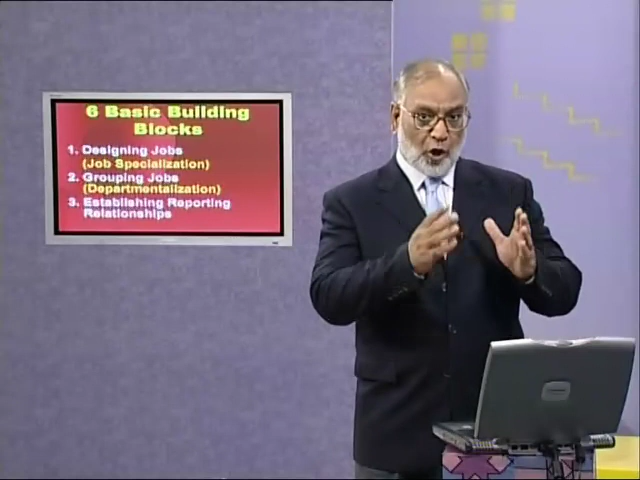 6 Basic Building
Blocks
1. Designing Jobs
(Job Specialization)
2. Grouping Jobs
(Departmentalization)
3. Establishing Reporting
Relationships